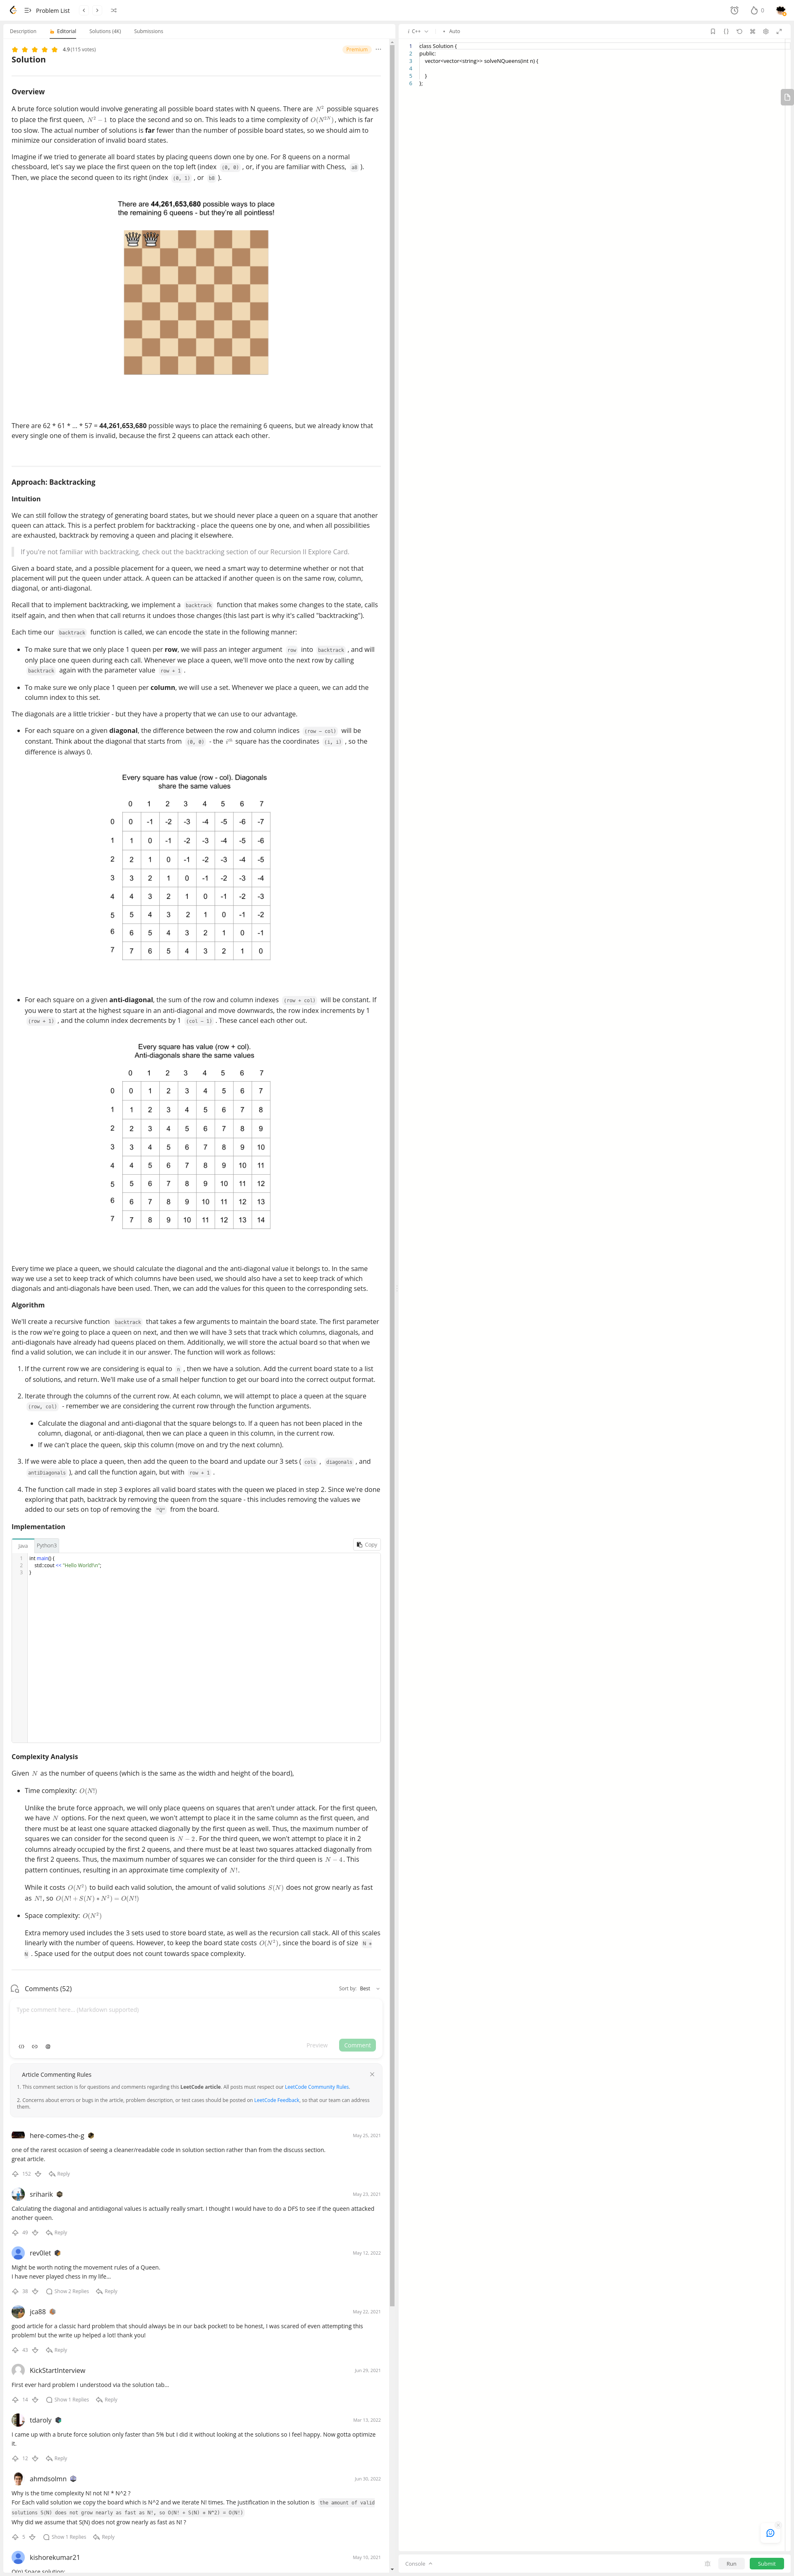 Problem List
0
Description Editorial Solutions (4K) Submissions
4.9 (115 votes) Premium
Solution
Overview
A brute force solution would involve generating all possible board states with N queens. There are N² possible squares
to place the first queen, N² − 1 to place the second and so on. This leads to a time complexity of O(N^{2N}), which is far
too slow. The actual number of solutions is far fewer than the number of possible board states, so we should aim to
minimize our consideration of invalid board states.
Imagine if we tried to generate all board states by placing queens down one by one. For 8 queens on a normal
chessboard, let's say we place the first queen on the top left (index (0, 0) , or, if you are familiar with Chess, a8 ).
Then, we place the second queen to its right (index (0, 1) , or b8 ).
There are 44,261,653,680 possible ways to place
the remaining 6 queens - but they're all pointless!
There are 62 * 61 * ... * 57 = 44,261,653,680 possible ways to place the remaining 6 queens, but we already know that
every single one of them is invalid, because the first 2 queens can attack each other.
Approach: Backtracking
Intuition
We can still follow the strategy of generating board states, but we should never place a queen on a square that another
queen can attack. This is a perfect problem for backtracking - place the queens one by one, and when all possibilities
are exhausted, backtrack by removing a queen and placing it elsewhere.
If you're not familiar with backtracking, check out the backtracking section of our Recursion II Explore Card.
Given a board state, and a possible placement for a queen, we need a smart way to determine whether or not that
placement will put the queen under attack. A queen can be attacked if another queen is on the same row, column,
diagonal, or anti-diagonal.
Recall that to implement backtracking, we implement a backtrack function that makes some changes to the state, calls
itself again, and then when that call returns it undoes those changes (this last part is why it's called "backtracking").
Each time our backtrack function is called, we can encode the state in the following manner:
• To make sure that we only place 1 queen per row, we will pass an integer argument row into backtrack , and will
only place one queen during each call. Whenever we place a queen, we'll move onto the next row by calling
backtrack again with the parameter value row + 1 .
• To make sure we only place 1 queen per column, we will use a set. Whenever we place a queen, we can add the
column index to this set.
The diagonals are a little trickier - but they have a property that we can use to our advantage.
• For each square on a given diagonal, the difference between the row and column indices (row - col) will be
constant. Think about the diagonal that starts from (0, 0) - the iᵗʰ square has the coordinates (i, i) , so the
difference is always 0.
Every square has value (row - col). Diagonals
share the same values
0 1 2 3 4 5 6 7
0 0 -1 -2 -3 -4 -5 -6 -7
1 1 0 -1 -2 -3 -4 -5 -6
2 2 1 0 -1 -2 -3 -4 -5
3 3 2 1 0 -1 -2 -3 -4
4 4 3 2 1 0 -1 -2 -3
5 5 4 3 2 1 0 -1 -2
6 6 5 4 3 2 1 0 -1
7 7 6 5 4 3 2 1 0
• For each square on a given anti-diagonal, the sum of the row and column indexes (row + col) will be constant. If
you were to start at the highest square in an anti-diagonal and move downwards, the row index increments by 1
(row + 1) , and the column index decrements by 1 (col - 1) . These cancel each other out.
Every square has value (row + col).
Anti-diagonals share the same values
0 1 2 3 4 5 6 7
0 0 1 2 3 4 5 6 7
1 1 2 3 4 5 6 7 8
2 2 3 4 5 6 7 8 9
3 3 4 5 6 7 8 9 10
4 4 5 6 7 8 9 10 11
5 5 6 7 8 9 10 11 12
6 6 7 8 9 10 11 12 13
7 7 8 9 10 11 12 13 14
Every time we place a queen, we should calculate the diagonal and the anti-diagonal value it belongs to. In the same
way we use a set to keep track of which columns have been used, we should also have a set to keep track of which
diagonals and anti-diagonals have been used. Then, we can add the values for this queen to the corresponding sets.
Algorithm
We'll create a recursive function backtrack that takes a few arguments to maintain the board state. The first parameter
is the row we're going to place a queen on next, and then we will have 3 sets that track which columns, diagonals, and
anti-diagonals have already had queens placed on them. Additionally, we will store the actual board so that when we
find a valid solution, we can include it in our answer. The function will work as follows:
1. If the current row we are considering is equal to n , then we have a solution. Add the current board state to a list
of solutions, and return. We'll make use of a small helper function to get our board into the correct output format.
2. Iterate through the columns of the current row. At each column, we will attempt to place a queen at the square
(row, col) - remember we are considering the current row through the function arguments.
• Calculate the diagonal and anti-diagonal that the square belongs to. If a queen has not been placed in the
column, diagonal, or anti-diagonal, then we can place a queen in this column, in the current row.
• If we can't place the queen, skip this column (move on and try the next column).
3. If we were able to place a queen, then add the queen to the board and update our 3 sets ( cols , diagonals , and
antiDiagonals ), and call the function again, but with row + 1 .
4. The function call made in step 3 explores all valid board states with the queen we placed in step 2. Since we're done
exploring that path, backtrack by removing the queen from the square - this includes removing the values we
added to our sets on top of removing the "Q" from the board.
Implementation
Java Python3 Copy
1 int main() {
2 std::cout << "Hello World!\n";
3 }
Complexity Analysis
Given N as the number of queens (which is the same as the width and height of the board),
• Time complexity: O(N!)
Unlike the brute force approach, we will only place queens on squares that aren't under attack. For the first queen,
we have N options. For the next queen, we won't attempt to place it in the same column as the first queen, and
there must be at least one square attacked diagonally by the first queen as well. Thus, the maximum number of
squares we can consider for the second queen is N − 2. For the third queen, we won't attempt to place it in 2
columns already occupied by the first 2 queens, and there must be at least two squares attacked diagonally from
the first 2 queens. Thus, the maximum number of squares we can consider for the third queen is N − 4. This
pattern continues, resulting in an approximate time complexity of N!.
While it costs O(N²) to build each valid solution, the amount of valid solutions S(N) does not grow nearly as fast
as N!, so O(N! + S(N) ∗ N²) = O(N!)
• Space complexity: O(N²)
Extra memory used includes the 3 sets used to store board state, as well as the recursion call stack. All of this scales
linearly with the number of queens. However, to keep the board state costs O(N²), since the board is of size N *
N . Space used for the output does not count towards space complexity.
Comments (52) Sort by: Best
Type comment here... (Markdown supported)
Preview Comment
Article Commenting Rules
1. This comment section is for questions and comments regarding this LeetCode article. All posts must respect our LeetCode Community Rules.
2. Concerns about errors or bugs in the article, problem description, or test cases should be posted on LeetCode Feedback, so that our team can address
them.
here-comes-the-g May 25, 2021
one of the rarest occasion of seeing a cleaner/readable code in solution section rather than from the discuss section.
great article.
152 Reply
sriharik May 23, 2021
Calculating the diagonal and antidiagonal values is actually really smart. I thought I would have to do a DFS to see if the queen attacked
another queen.
49 Reply
rev0let May 12, 2022
Might be worth noting the movement rules of a Queen.
I have never played chess in my life...
38 Show 2 Replies Reply
jca88 May 22, 2021
good article for a classic hard problem that should always be in our back pocket! to be honest, I was scared of even attempting this
problem! but the write up helped a lot! thank you!
43 Reply
KickStartInterview Jun 29, 2021
First ever hard problem I understood via the solution tab...
14 Show 1 Replies Reply
tdaroly Mar 13, 2022
I came up with a brute force solution only faster than 5% but I did it without looking at the solutions so I feel happy. Now gotta optimize
it.
12 Reply
ahmdsolmn Jun 30, 2022
Why is the time complexity N! not N! * N^2 ?
For Each valid solution we copy the board which is N^2 and we iterate N! times. The justification in the solution is the amount of valid
solutions S(N) does not grow nearly as fast as N!, so O(N! + S(N) * N^2) = O(N!)
Why did we assume that S(N) does not grow nearly as fast as N! ?
5 Show 1 Replies Reply
kishorekumar21 May 15, 2021
O(n) Space solution:
i C++ • Auto
1 class Solution {
2 public:
3 vector<vector<string>> solveNQueens(int n) {
4
5 }
6 };
Console Run Submit